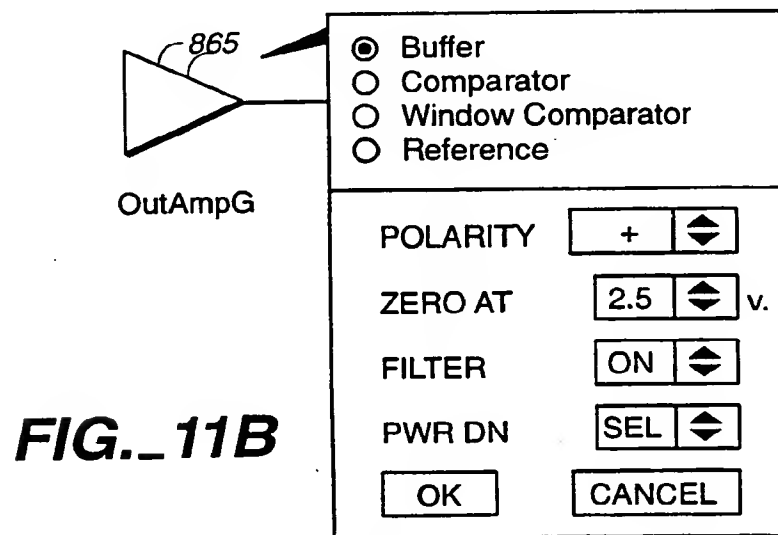 865
OutAmpG
Buffer
Comparator
Window Comparator
Reference
POLARITY + 
ZERO AT 2.5 v.
FILTER ON
PWR DN SEL
OK CANCEL
FIG._11B